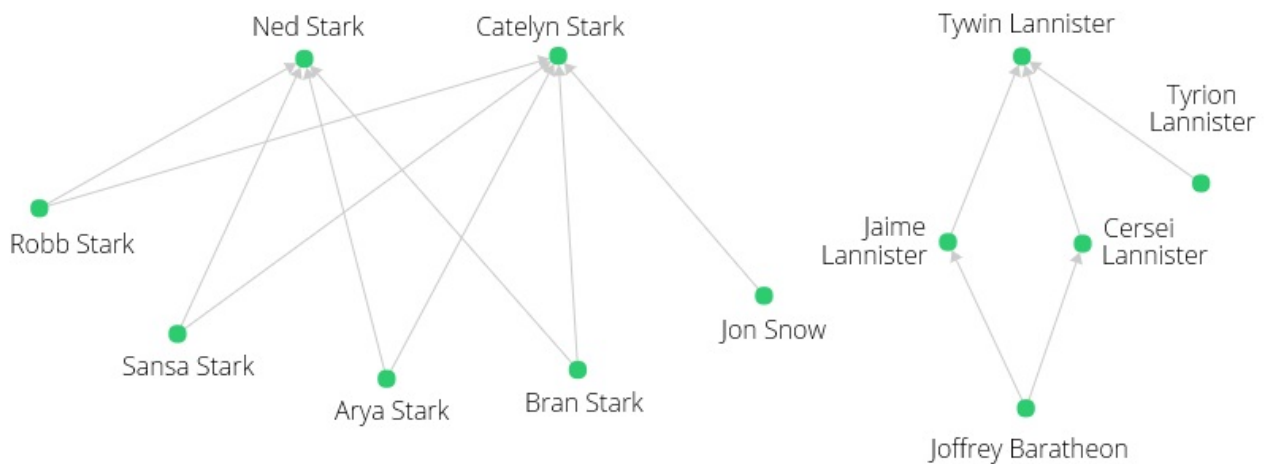 Ned Stark
Catelyn Stark
Tywin Lannister
Tyrion
Lannister
Robb Stark
Jaime
Lannister
Cersei
Lannister
Jon Snow
Sansa Stark
Arya Stark
Bran Stark
Joffrey Baratheon